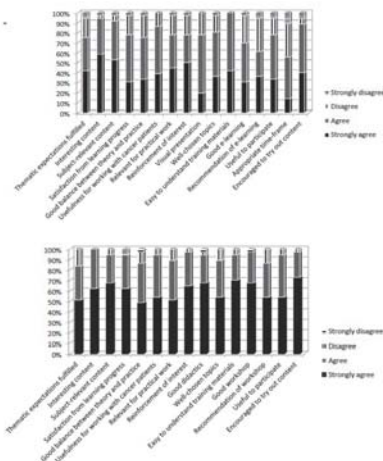 100%
90%
80%
70%
60%
50%
40%
30%
20%
10%
0%
Strongly disagree
Disagree
Agree
Strongly agree
Thematic expectations fulfilled
Interesting content
Subject-relevant content
Satisfaction from learning progress
Good balance between theory and practice
Usefulness for working with cancer patients
Relevant for practical work
Reinforcement of interest
Visual presentation
Well chosen topics
Easy to understand training materials
Good e-learning
Recommendation of e-learning
Useful to participate
Appropriate time-frame
Encouraged to try out content
100%
90%
80%
70%
60%
50%
40%
30%
20%
10%
0%
Strongly disagree
Disagree
Agree
Strongly agree
Thematic expectations fulfilled
Interesting content
Subjects-relevant content
Satisfaction from learning progress
Good balance between theory and practice
Usefulness for working with cancer patients
Relevant for practical work
Reinforcement of interest
Good didactics
Well-chosen topics
Easy to understand training materials
Good workshop
Recommendation of workshop
Useful to participate
Encouraged to try out content